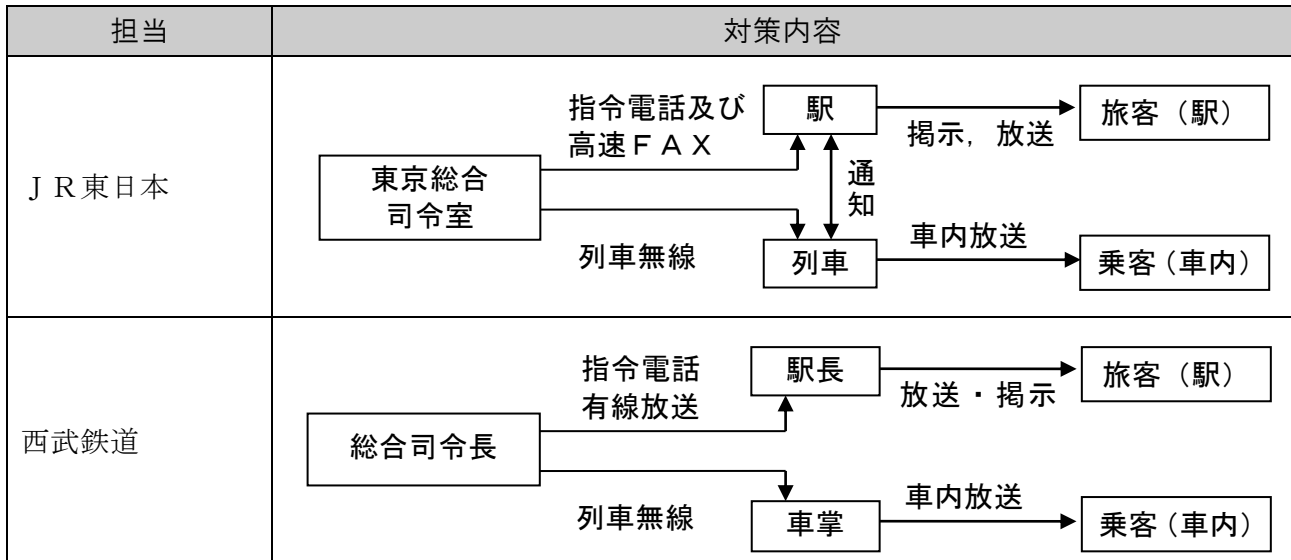 担当
対策内容
ＪＲ東日本
東京総合
司令室
指令電話及び
高速ＦＡＸ
駅
掲示，放送
旅客（駅）
通
知
列車無線
列車
車内放送
乗客（車内）
西武鉄道
総合司令長
指令電話
有線放送
駅長
放送・掲示
旅客（駅）
列車無線
車掌
車内放送
乗客（車内）